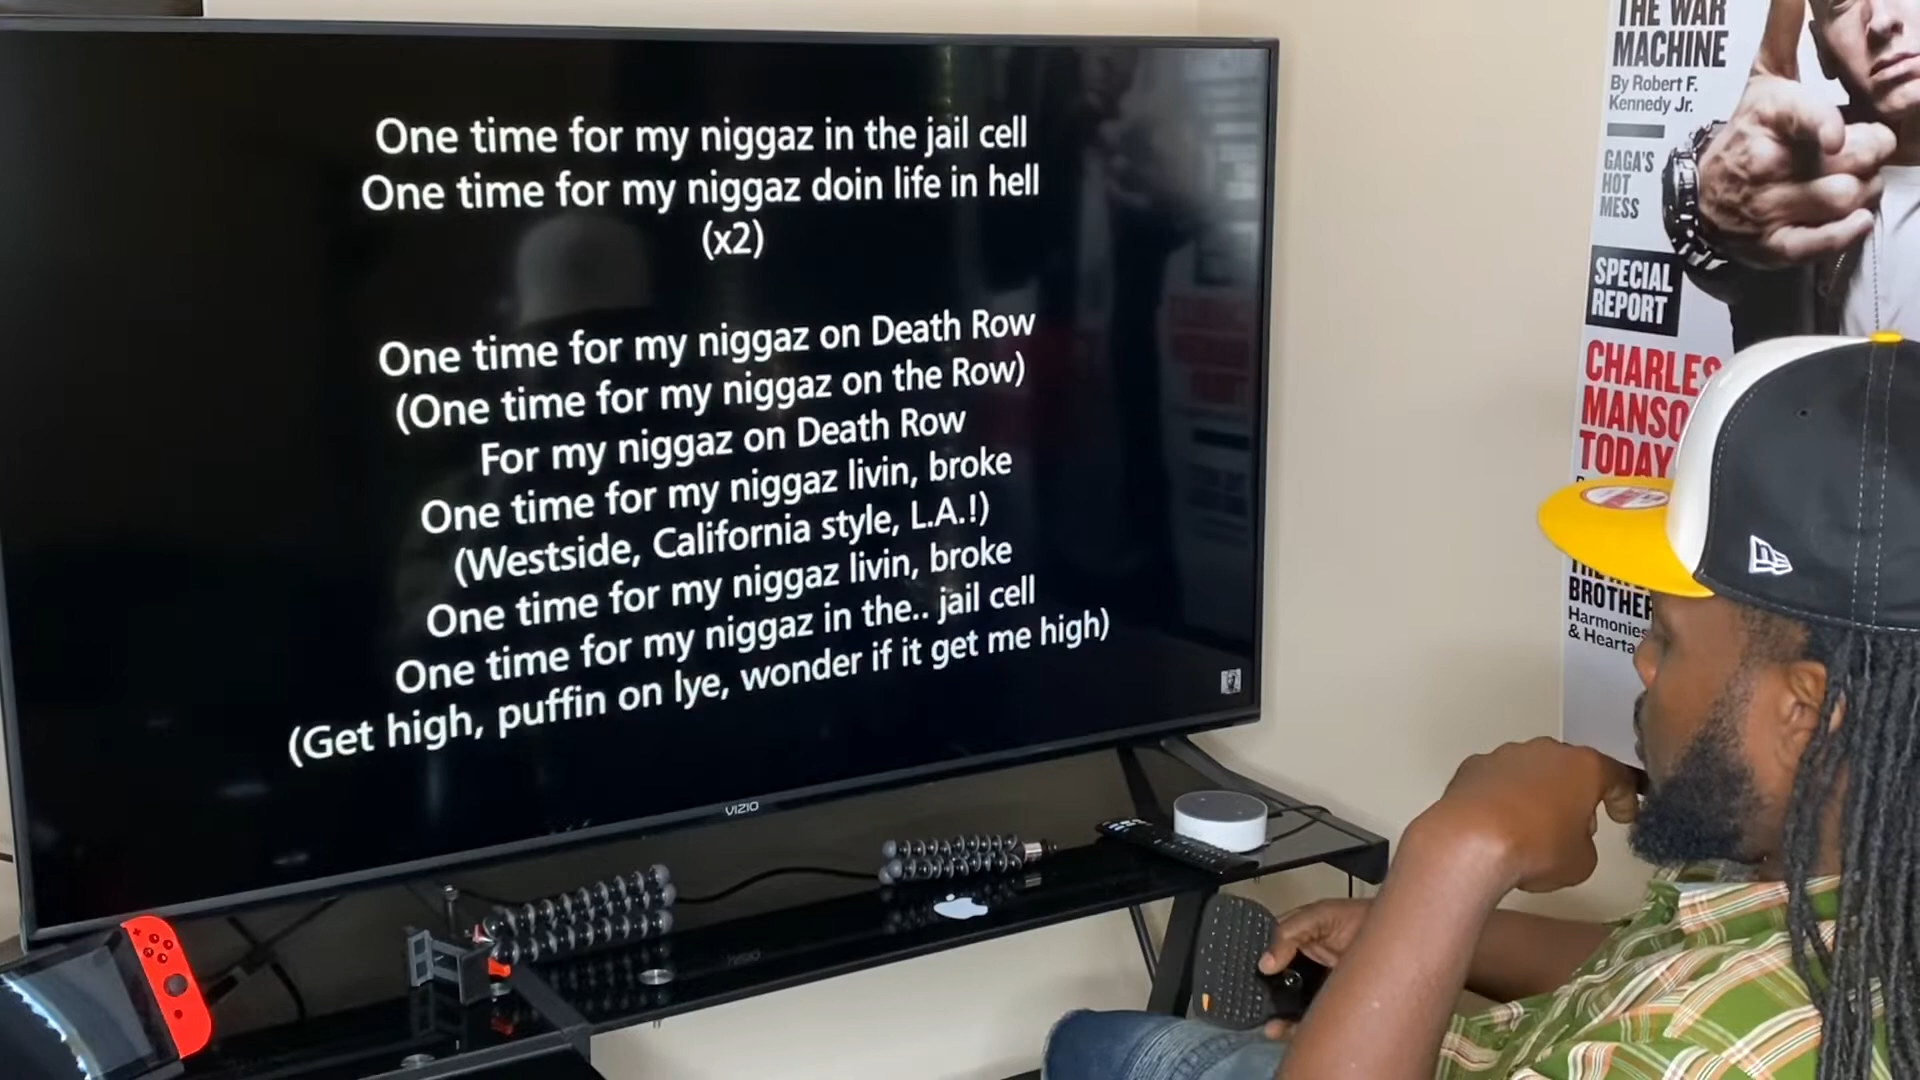 One time for my niggaz in the jail cell
One time for my niggaz doin life in hell
(x2)
One time for my niggaz on Death Row
(One time for my niggaz on the Row)
For my niggaz on Death Row
One time for my niggaz livin, broke
(Westside, California style, L.A.!)
One time for my niggaz livin, broke
One time for my niggaz in the.. jail cell
(Get high, puffin on lye, wonder if it get me high)
VIZIO
THE WAR
MACHINE
By Robert F.
Kennedy Jr.
GAGA'S
HOT
MESS
SPECIAL
REPORT
CHARLES
MANSO
TODAY
BROTHER
Harmonies
& Hearta